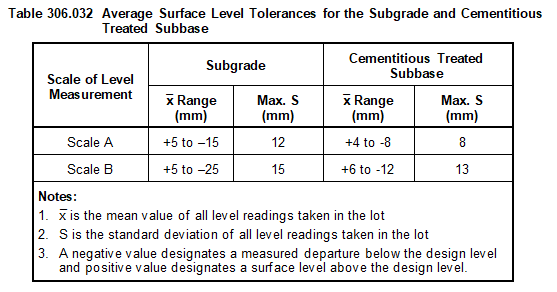 Table 306.032 Average Surface Level Tolerances for the Subgrade and Cementitious
Treated Subbase
Scale of Level Measurement | Subgrade | Cementitious Treated Subbase
x̅ Range (mm) | Max. S (mm) | x̅ Range (mm) | Max. S (mm)
Scale A | +5 to –15 | 12 | +4 to -8 | 8
Scale B | +5 to –25 | 15 | +6 to -12 | 13
Notes:
1. x̅ is the mean value of all level readings taken in the lot
2. S is the standard deviation of all level readings taken in the lot
3. A negative value designates a measured departure below the design level
and positive value designates a surface level above the design level.